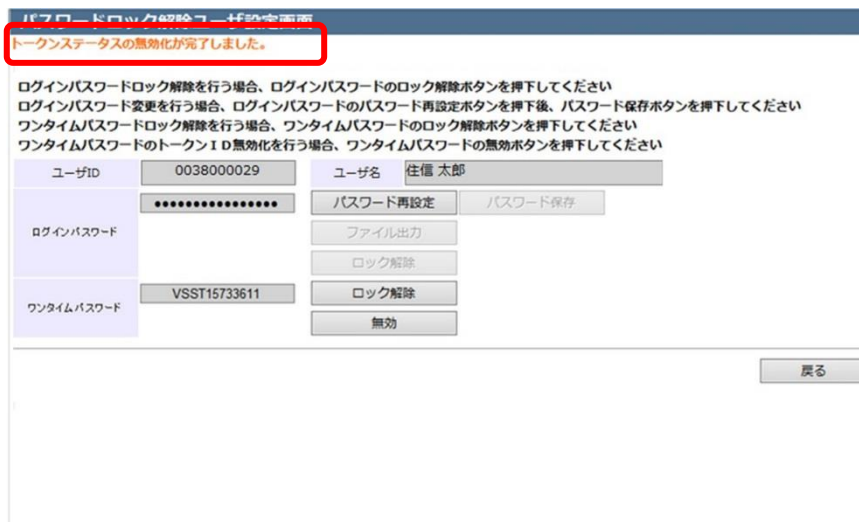 パスワードロック解除ユーザ設定画面
トークンステータスの無効化が完了しました。
ログインパスワードロック解除を行う場合、ログインパスワードのロック解除ボタンを押下してください
ログインパスワード変更を行う場合、ログインパスワードのパスワード再設定ボタンを押下後、パスワード保存ボタンを押下してください
ワンタイムパスワードロック解除を行う場合、ワンタイムパスワードのロック解除ボタンを押下してください
ワンタイムパスワードのトークンID無効化を行う場合、ワンタイムパスワードの無効ボタンを押下してください
ユーザID 0038000029 ユーザ名 住信 太郎
•••••••••••••••• パスワード再設定 パスワード保存
ログインパスワード ファイル出力
ロック解除
ワンタイムパスワード VSST15733611 ロック解除
無効
戻る